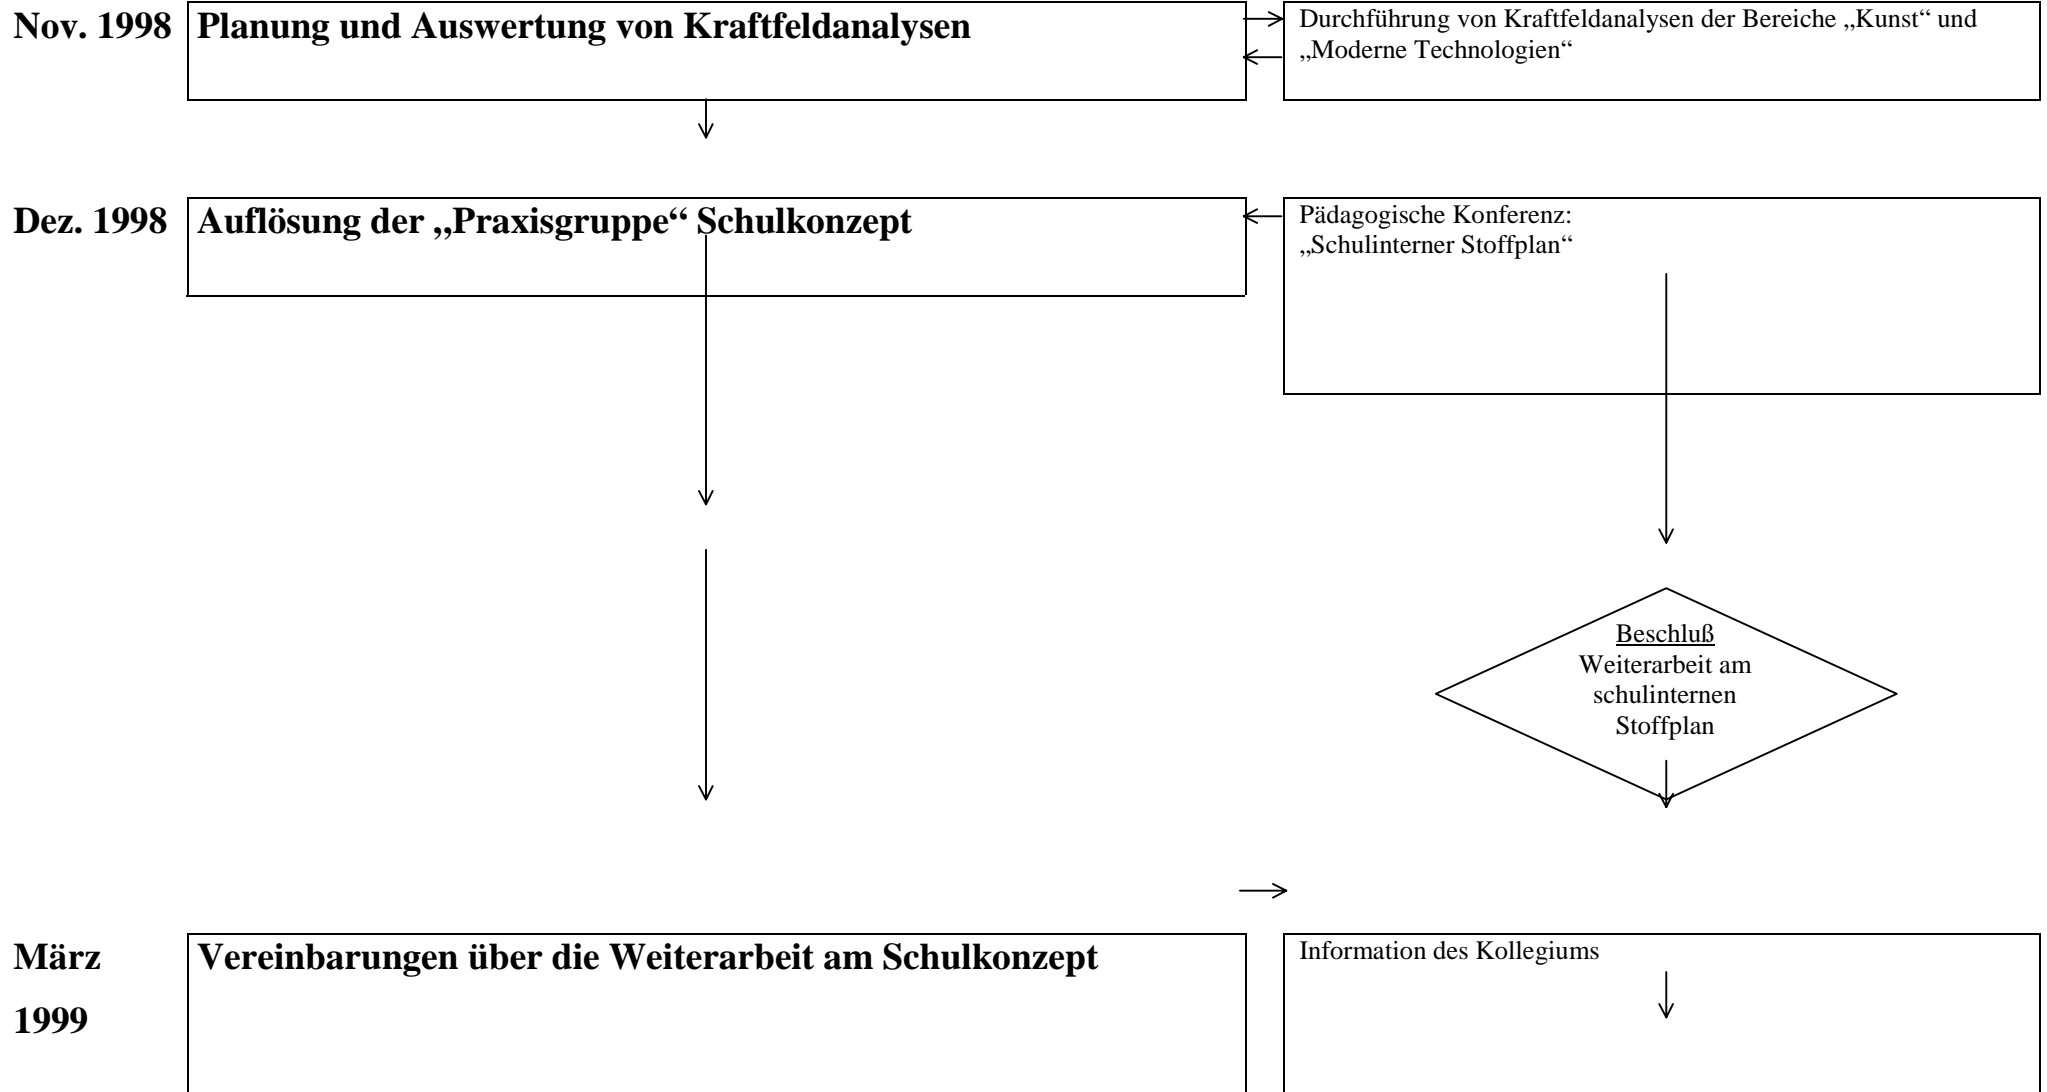 Nov. 1998
Planung und Auswertung von Kraftfeldanalysen
Durchführung von Kraftfeldanalysen der Bereiche „Kunst“ und
„Moderne Technologien“
Dez. 1998
Auflösung der „Praxisgruppe“ Schulkonzept
Pädagogische Konferenz:
„Schulinterner Stoffplan“
Beschluß
Weiterarbeit am
schulinternen
Stoffplan
März
1999
Vereinbarungen über die Weiterarbeit am Schulkonzept
Information des Kollegiums